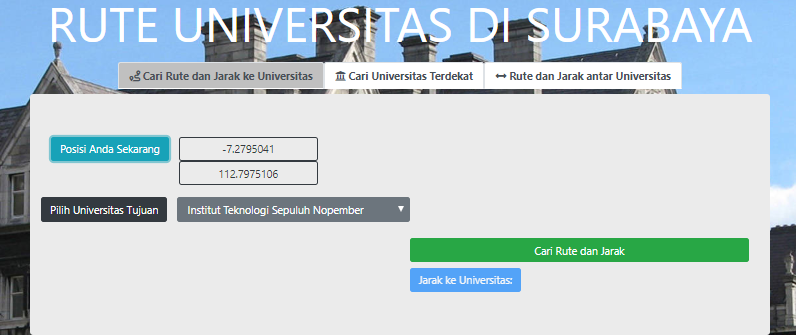 RUTE UNIVERSITAS DI SURABAYA
Cari Rute dan Jarak ke Universitas Cari Universitas Terdekat Rute dan Jarak antar Universitas
Posisi Anda Sekarang -7.2795041
112.7975106
Pilih Universitas Tujuan Institut Teknologi Sepuluh Nopember
Cari Rute dan Jarak
Jarak ke Universitas: